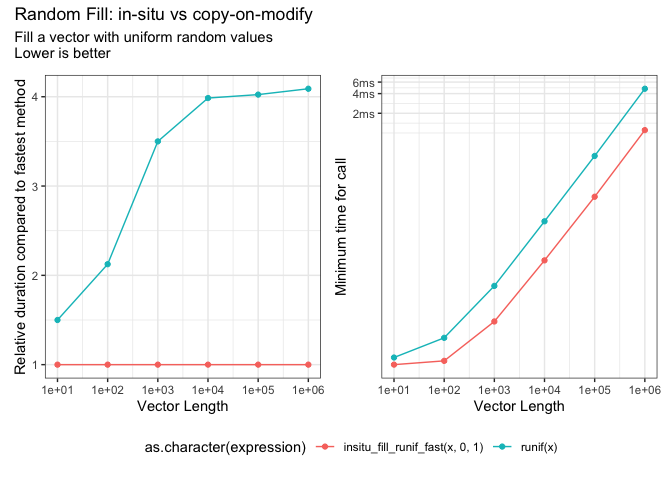 Random Fill: in-situ vs copy-on-modify
Fill a vector with uniform random values
Lower is better
Relative duration compared to fastest method
4
3
2
1
1e+01 1e+02 1e+03 1e+04 1e+05 1e+06
Vector Length
Minimum time for call
6ms
4ms
2ms
1e+01 1e+02 1e+03 1e+04 1e+05 1e+06
Vector Length
as.character(expression) insitu_fill_runif_fast(x, 0, 1) runif(x)